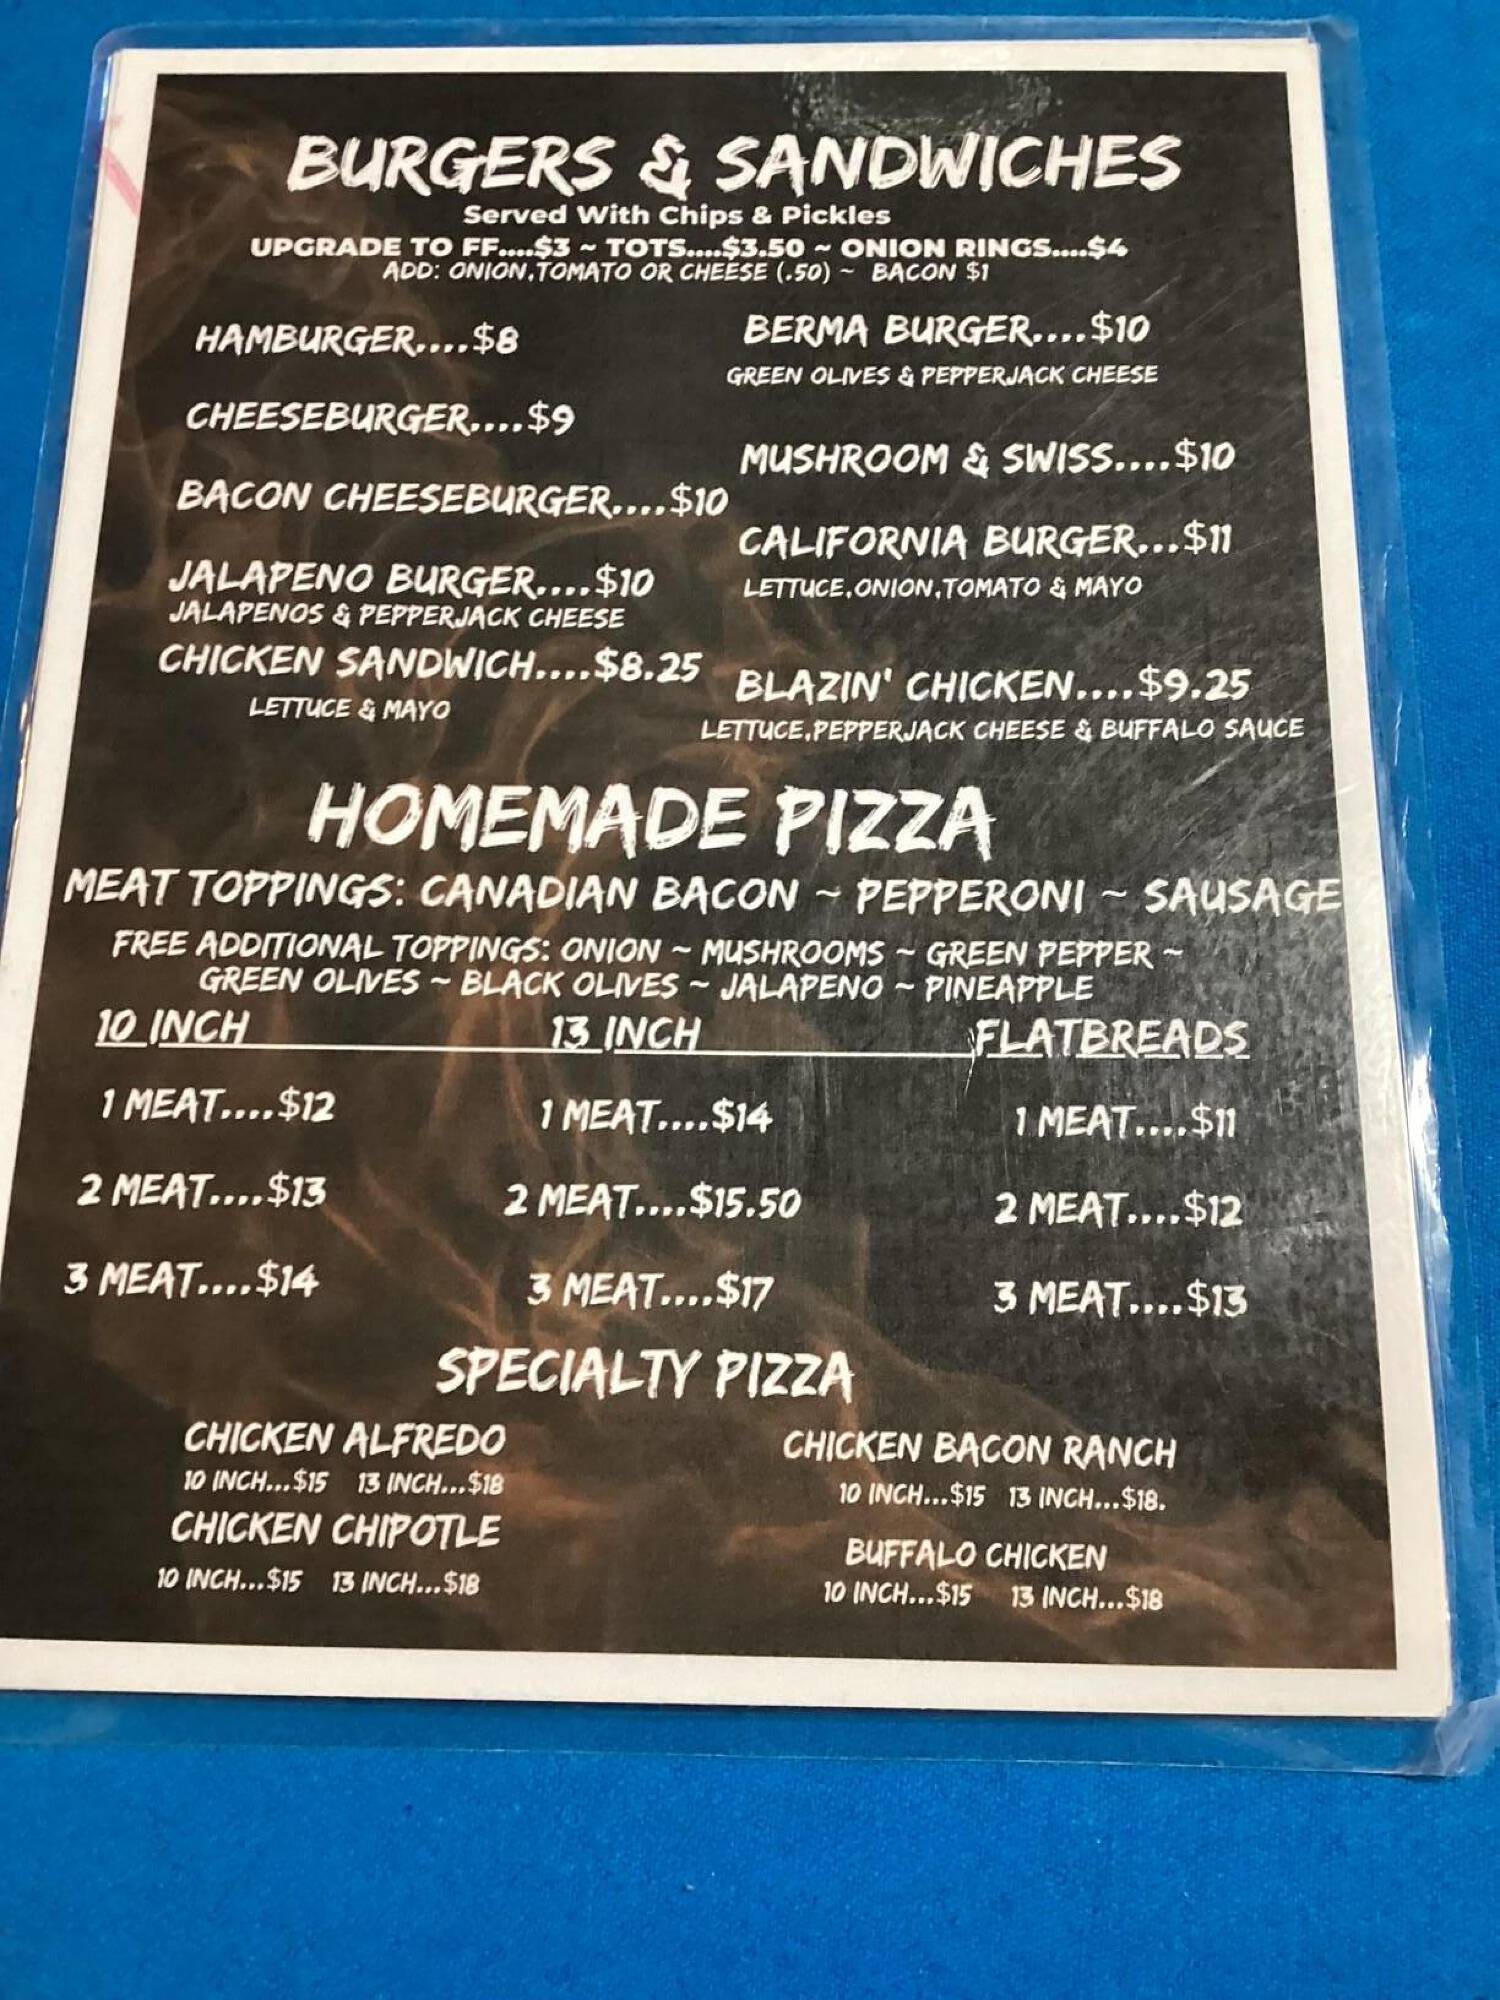 BURGERS & SANDWICHES
Served With Chips & Pickles
UPGRADE TO FF....$3 ~ TOTS....$3.50 ~ ONION RINGS....$4
ADD: ONION,TOMATO OR CHEESE (.50) ~ BACON $1
HAMBURGER....$8
CHEESEBURGER....$9
BACON CHEESEBURGER....$10
JALAPENO BURGER....$10
JALAPENOS & PEPPERJACK CHEESE
CHICKEN SANDWICH....$8.25
LETTUCE & MAYO
BERMA BURGER....$10
GREEN OLIVES & PEPPERJACK CHEESE
MUSHROOM & SWISS....$10
CALIFORNIA BURGER...$11
LETTUCE,ONION,TOMATO & MAYO
BLAZIN' CHICKEN....$9.25
LETTUCE,PEPPERJACK CHEESE & BUFFALO SAUCE
HOMEMADE PIZZA
MEAT TOPPINGS: CANADIAN BACON ~ PEPPERONI ~ SAUSAGE
FREE ADDITIONAL TOPPINGS: ONION ~ MUSHROOMS ~ GREEN PEPPER ~
GREEN OLIVES ~ BLACK OLIVES ~ JALAPENO ~ PINEAPPLE
10 INCH 13 INCH FLATBREADS
1 MEAT....$12 1 MEAT....$14 1 MEAT....$11
2 MEAT....$13 2 MEAT....$15.50 2 MEAT....$12
3 MEAT....$14 3 MEAT....$17 3 MEAT....$13
SPECIALTY PIZZA
CHICKEN ALFREDO
10 INCH...$15 13 INCH...$18
CHICKEN CHIPOTLE
10 INCH...$15 13 INCH...$18
CHICKEN BACON RANCH
10 INCH...$15 13 INCH...$18.
BUFFALO CHICKEN
10 INCH...$15 13 INCH...$18